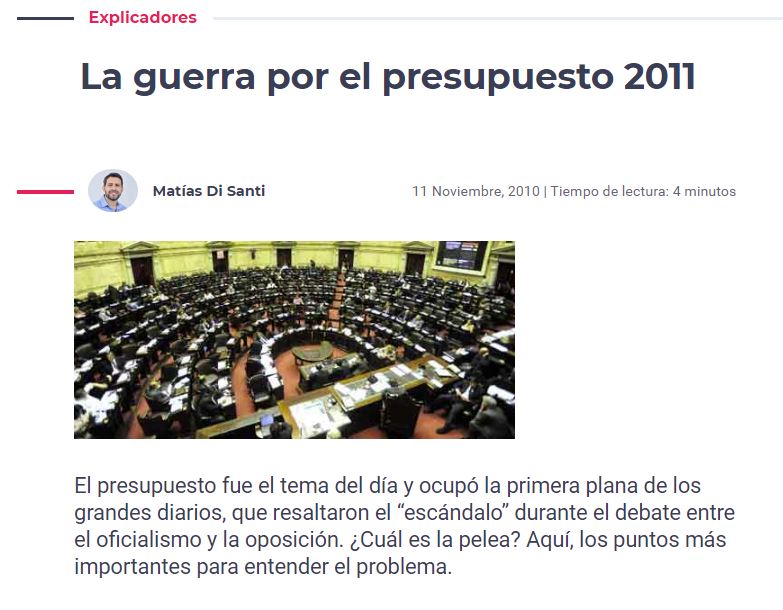 Explicadores
La guerra por el presupuesto 2011
Matías Di Santi
11 Noviembre, 2010 | Tiempo de lectura: 4 minutos
El presupuesto fue el tema del día y ocupó la primera plana de los
grandes diarios, que resaltaron el “escándalo” durante el debate entre
el oficialismo y la oposición. ¿Cuál es la pelea? Aquí, los puntos más
importantes para entender el problema.